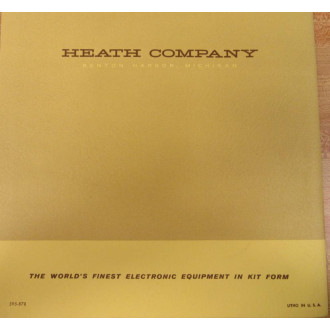 HEATH COMPANY
BENTON HARBOR, MICHIGAN
THE WORLD'S FINEST ELECTRONIC EQUIPMENT IN KIT FORM
LITHO IN U.S.A.